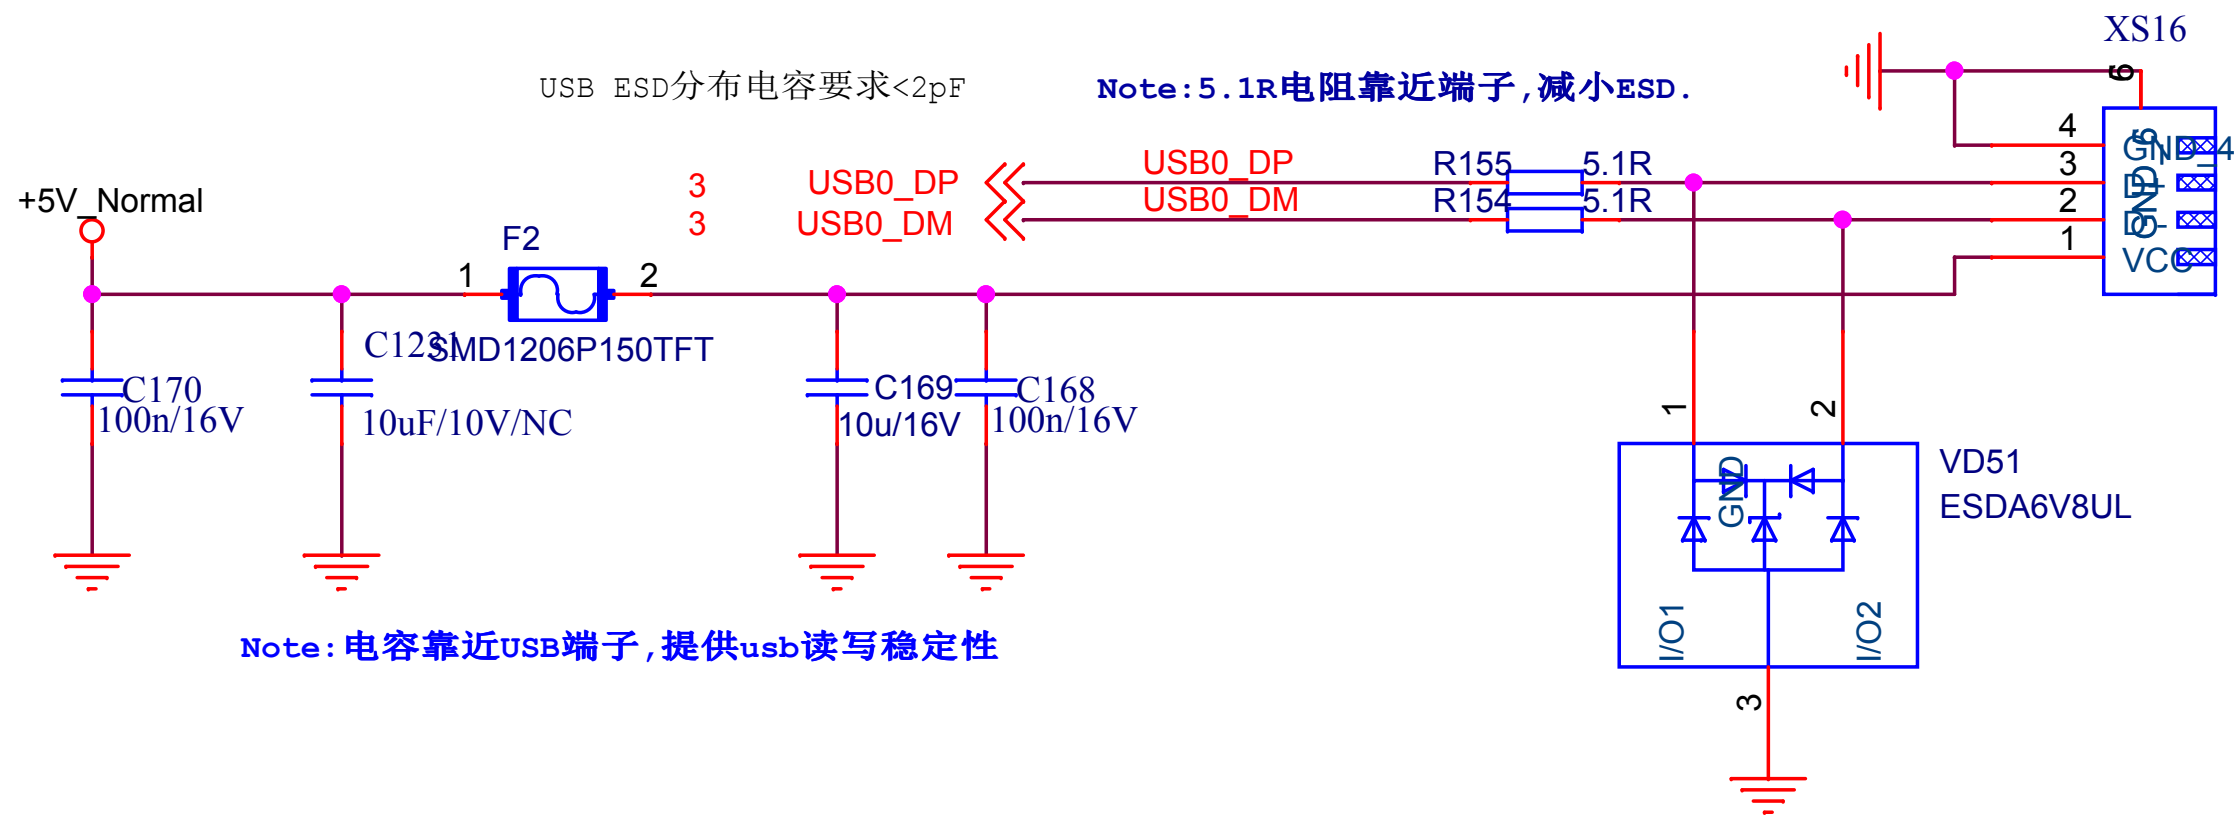 XS16
USB ESD分布电容要求<2pF
Note:5.1R电阻靠近端子,减小ESD.
6
4
GND_4
3
D+
2
D-
1
VCC
GND_6
USB0_DP
R155
5.1R
3
USB0_DP
USB0_DM
R154
5.1R
3
USB0_DM
+5V_Normal
F2
1
2
C1231
SMD1206P150TFT
C170
100n/16V
10uF/10V/NC
C169
10u/16V
C168
100n/16V
1
2
GND
VD51
ESDA6V8UL
I/O1
I/O2
3
Note:电容靠近USB端子,提供usb读写稳定性